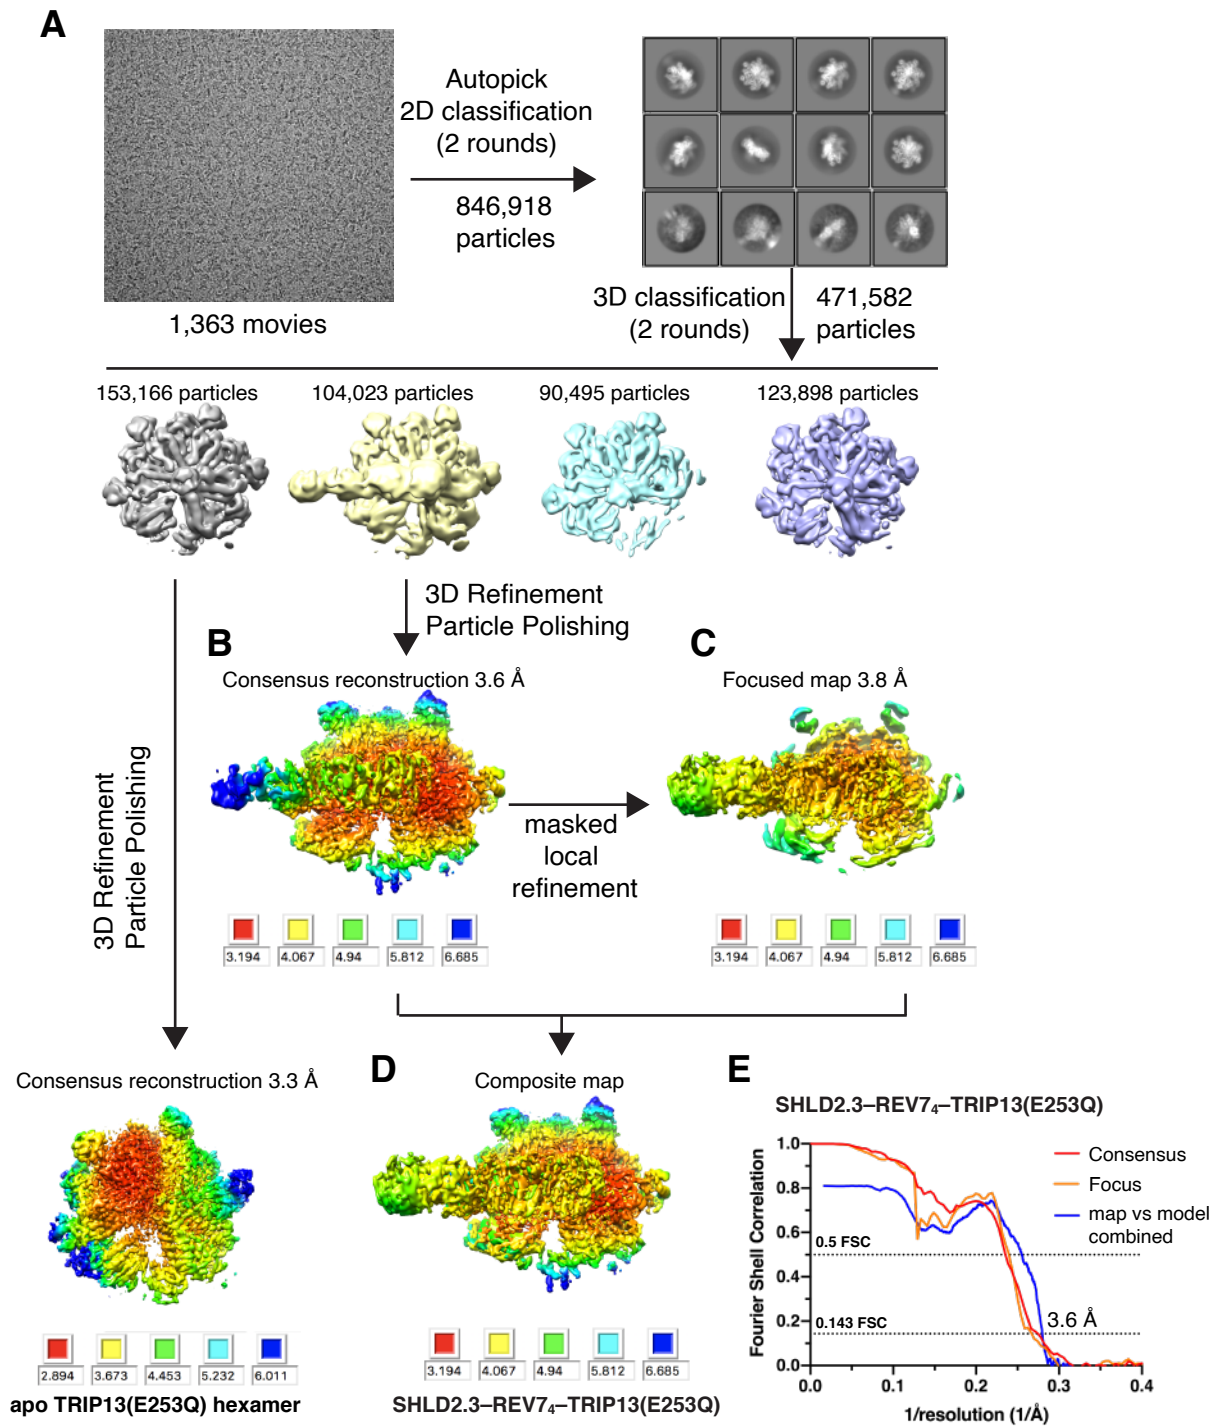 A
Autopick
2D classification
(2 rounds)
846,918
particles
1,363 movies
3D classification
(2 rounds)
471,582
particles
153,166 particles
104,023 particles
90,495 particles
123,898 particles
3D Refinement
Particle Polishing
3D Refinement
Particle Polishing
B
Consensus reconstruction 3.6 Å
C
Focused map 3.8 Å
masked
local
refinement
3.194 4.067 4.94 5.812 6.685
3.194 4.067 4.94 5.812 6.685
Consensus reconstruction 3.3 Å
2.894 3.673 4.453 5.232 6.011
apo TRIP13(E253Q) hexamer
D
Composite map
3.194 4.067 4.94 5.812 6.685
SHLD2.3–REV7₄–TRIP13(E253Q)
E
SHLD2.3–REV7₄–TRIP13(E253Q)
Fourier Shell Correlation
1.0
0.8
0.6
0.4
0.2
0.0
0.5 FSC
0.143 FSC
3.6 Å
Consensus
Focus
map vs model
combined
0.0 0.1 0.2 0.3 0.4
1/resolution (1/Å)